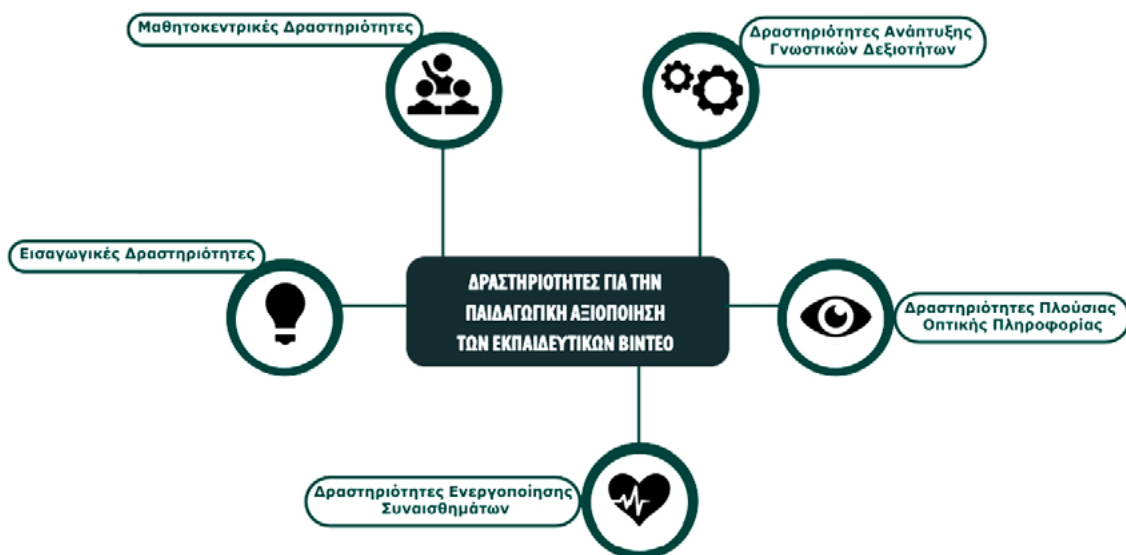 Μαθητοκεντρικές Δραστηριότητες
Δραστηριότητες Ανάπτυξης
Γνωστικών Δεξιοτήτων
Εισαγωγικές Δραστηριότητες
ΔΡΑΣΤΗΡΙΟΤΗΤΕΣ ΓΙΑ ΤΗΝ
ΠΑΙΔΑΓΩΓΙΚΗ ΑΞΙΟΠΟΙΗΣΗ
ΤΩΝ ΕΚΠΑΙΔΕΥΤΙΚΩΝ ΒΙΝΤΕΟ
Δραστηριότητες Πλούσιας
Οπτικής Πληροφορίας
Δραστηριότητες Ενεργοποίησης
Συναισθημάτων